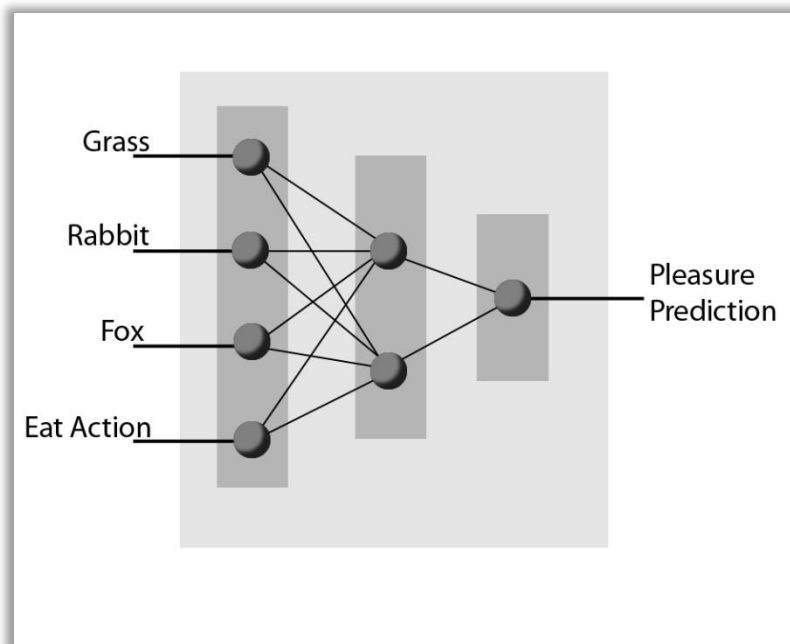 Grass
Rabbit
Fox
Eat Action
Pleasure
Prediction